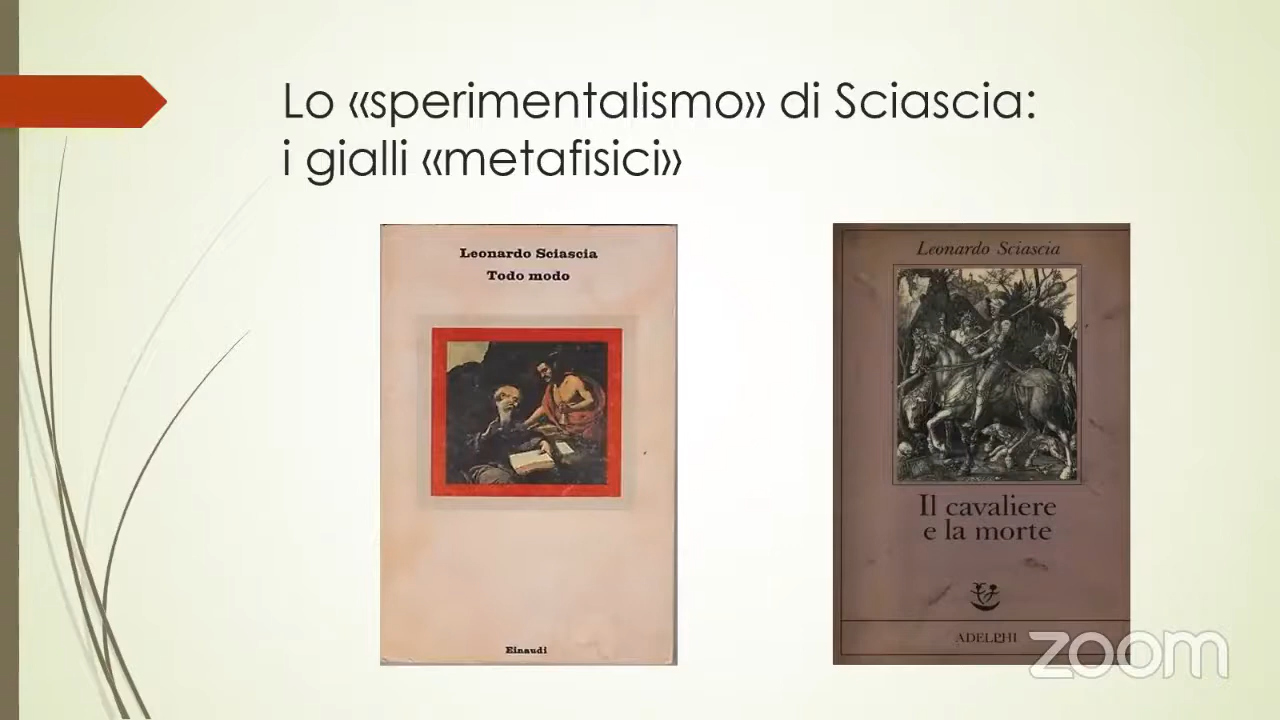 Lo «sperimentalismo» di Sciascia:
i gialli «metafisici»
Leonardo Sciascia
Todo modo
Einaudi
Leonardo Sciascia
Il cavaliere
e la morte
ADELPHI
zoom